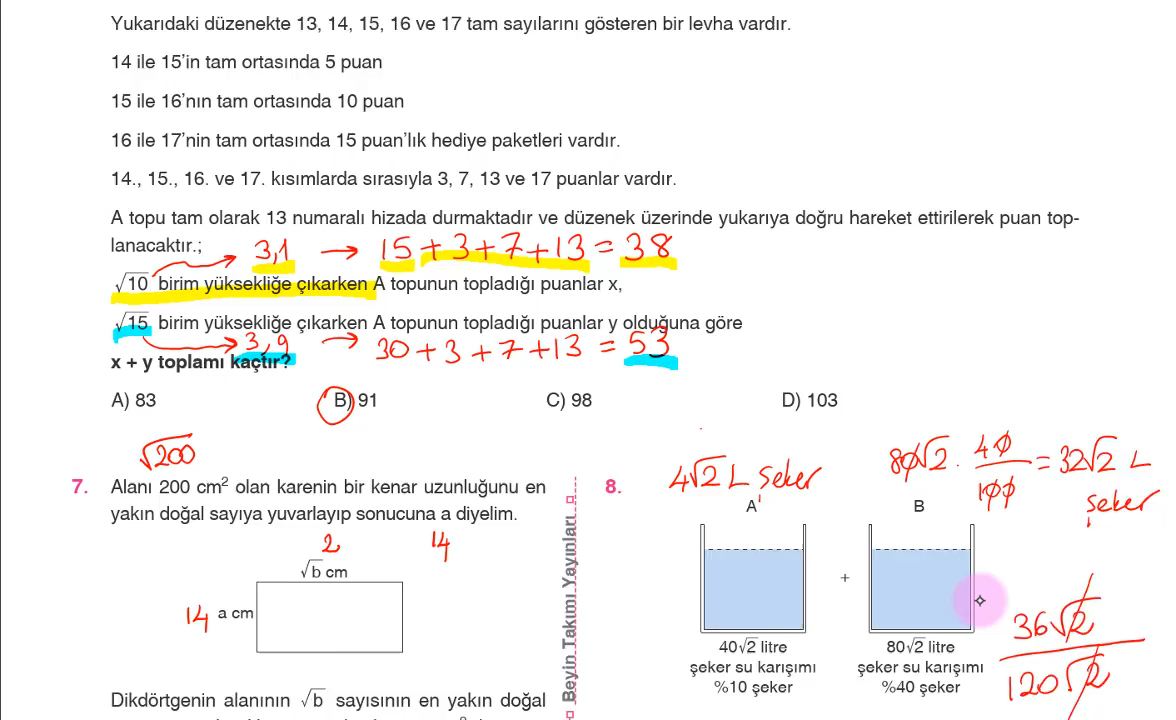 Yukarıdaki düzenekte 13, 14, 15, 16 ve 17 tam sayılarını gösteren bir levha vardır.
14 ile 15’in tam ortasında 5 puan
15 ile 16’nın tam ortasında 10 puan
16 ile 17’nin tam ortasında 15 puan’lık hediye paketleri vardır.
14., 15., 16. ve 17. kısımlarda sırasıyla 3, 7, 13 ve 17 puanlar vardır.
A topu tam olarak 13 numaralı hizada durmaktadır ve düzenek üzerinde yukarıya doğru hareket ettirilerek puan top-
lanacaktır.;
3,1 → 15 + 3 + 7 + 13 = 38
√10 birim yüksekliğe çıkarken A topunun topladığı puanlar x,
√15 birim yüksekliğe çıkarken A topunun topladığı puanlar y olduğuna göre
3,9 → 30 + 3 + 7 + 13 = 53
x + y toplamı kaçtır?
A) 83 B) 91 C) 98 D) 103
√200
7. Alanı 200 cm² olan karenin bir kenar uzunluğunu en
yakın doğal sayıya yuvarlayıp sonucuna a diyelim.
2 14
√b cm
14 a cm
Dikdörtgenin alanının √b sayısının en yakın doğal
Beyin Takımı Yayınları
8.
4√2 L şeker
80√2 · 40/100 = 32√2 L
şeker
A B
+
40√2 litre
şeker su karışımı
%10 şeker
80√2 litre
şeker su karışımı
%40 şeker
36√2
120√2